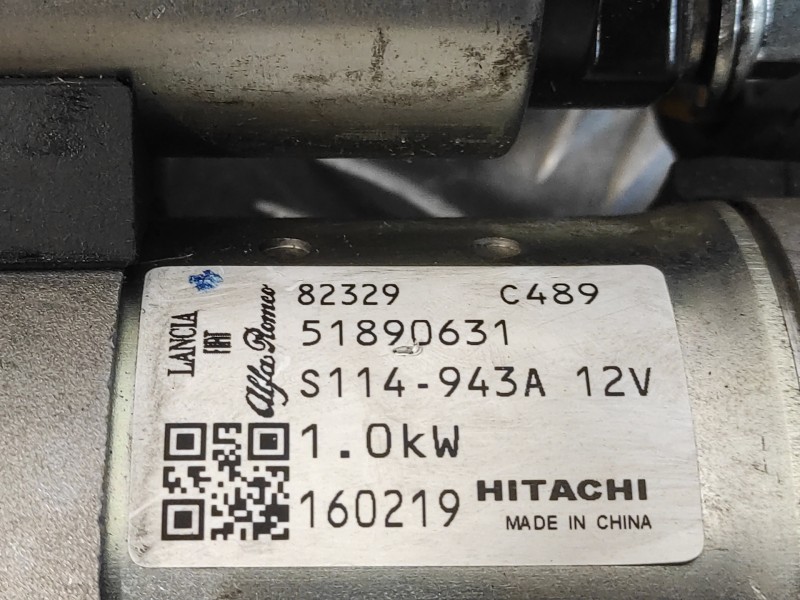 LANCIA
FIAT
Alfa Romeo
82329 C489
51890631
S114-943A 12V
1.0kW
160219 HITACHI
MADE IN CHINA